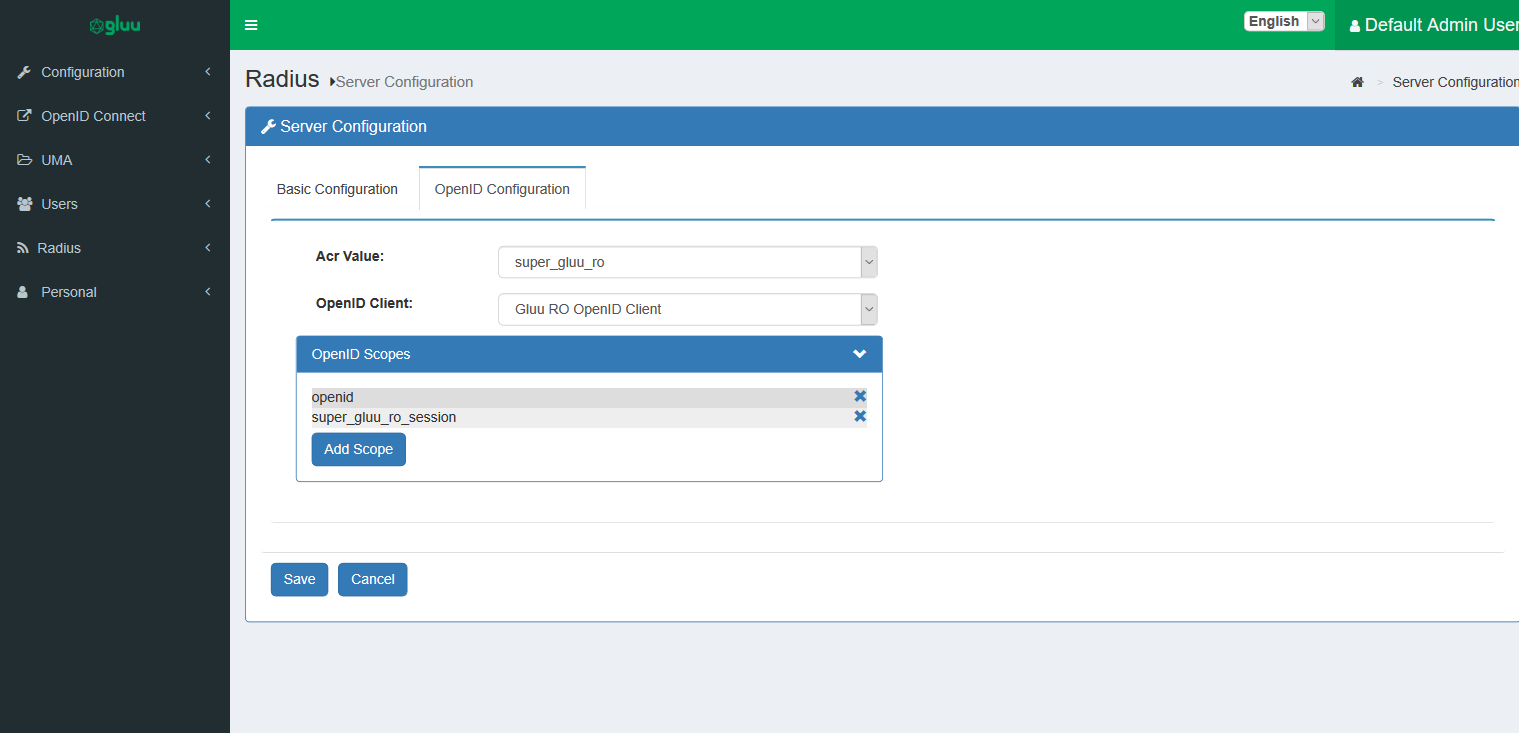 gluu
English
Default Admin User
Configuration
OpenID Connect
UMA
Users
Radius
Personal
Radius Server Configuration
> Server Configuration
Server Configuration
Basic Configuration
OpenID Configuration
Acr Value:
super_gluu_ro
OpenID Client:
Gluu RO OpenID Client
OpenID Scopes
openid
super_gluu_ro_session
Add Scope
Save
Cancel